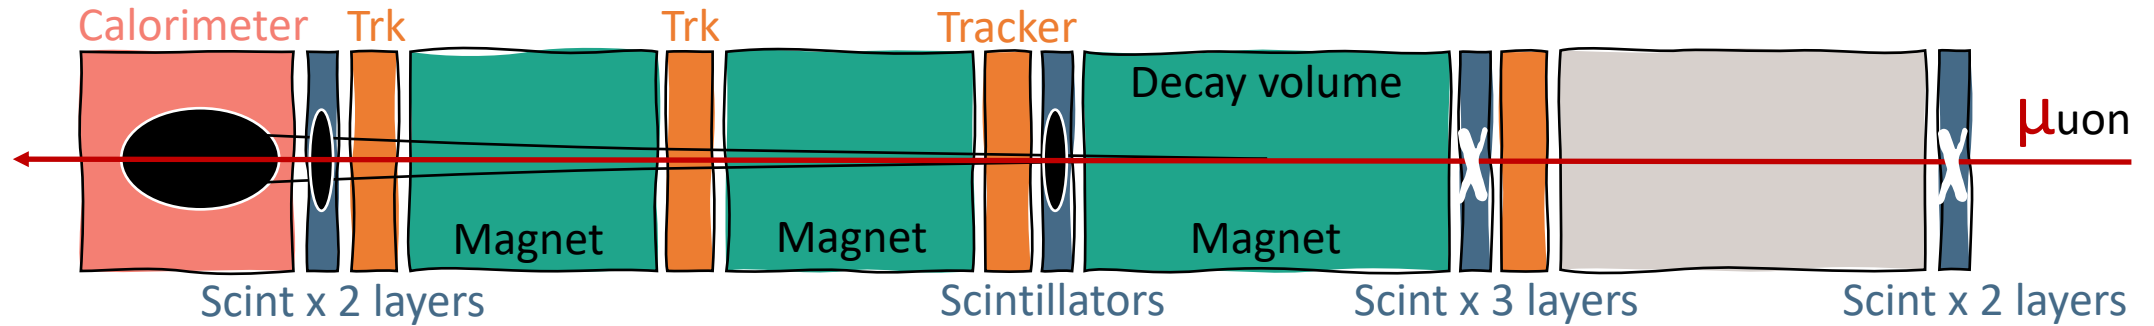 Calorimeter Trk Trk Tracker
Decay volume
μuon
Magnet Magnet Magnet
Scint x 2 layers Scintillators Scint x 3 layers Scint x 2 layers